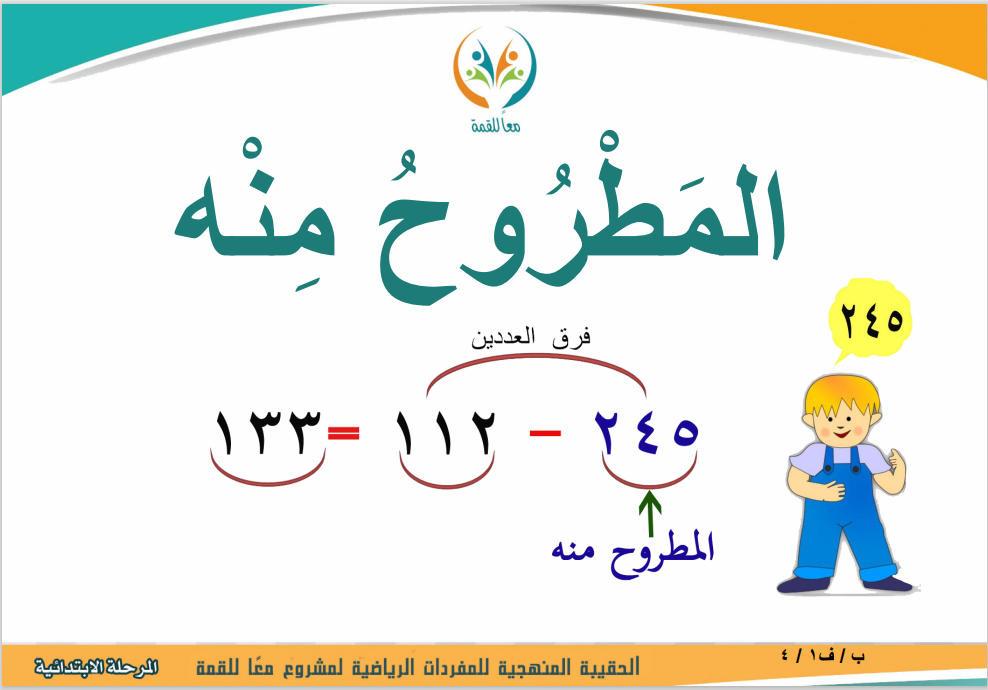 معاً للقمة
المَطْرُوحُ مِنْه
٢٤٥
فرق العددين
٢٤٥ − ١١٢ = ١٣٣
المطروح منه
ب / ف١ / ٤
الحقيبة المنهجية للمفردات الرياضية لمشروع معًا للقمة
المرحلة الابتدائية